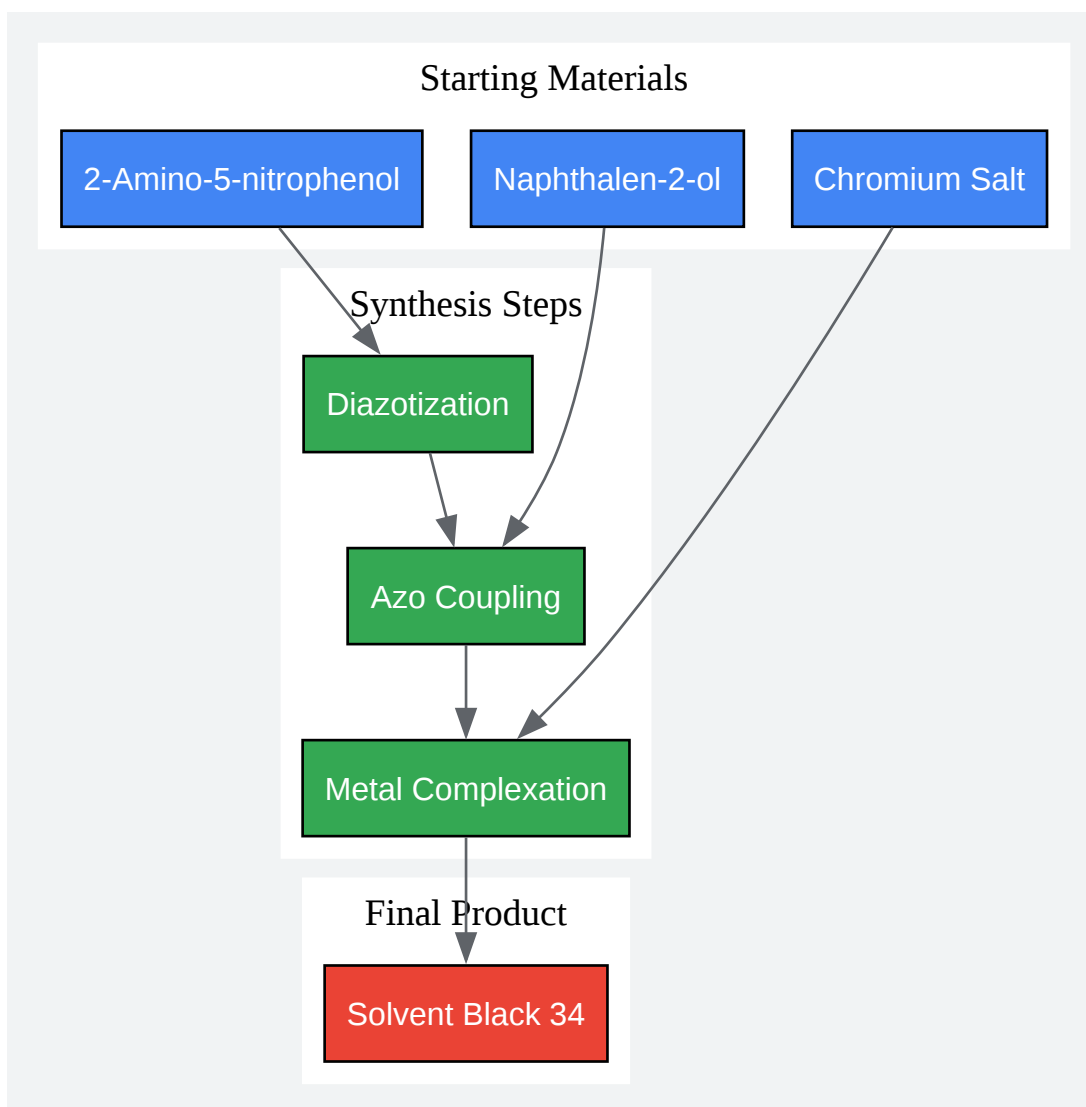 Starting Materials
2-Amino-5-nitrophenol
Naphthalen-2-ol
Chromium Salt
Synthesis Steps
Diazotization
Azo Coupling
Metal Complexation
Final Product
Solvent Black 34